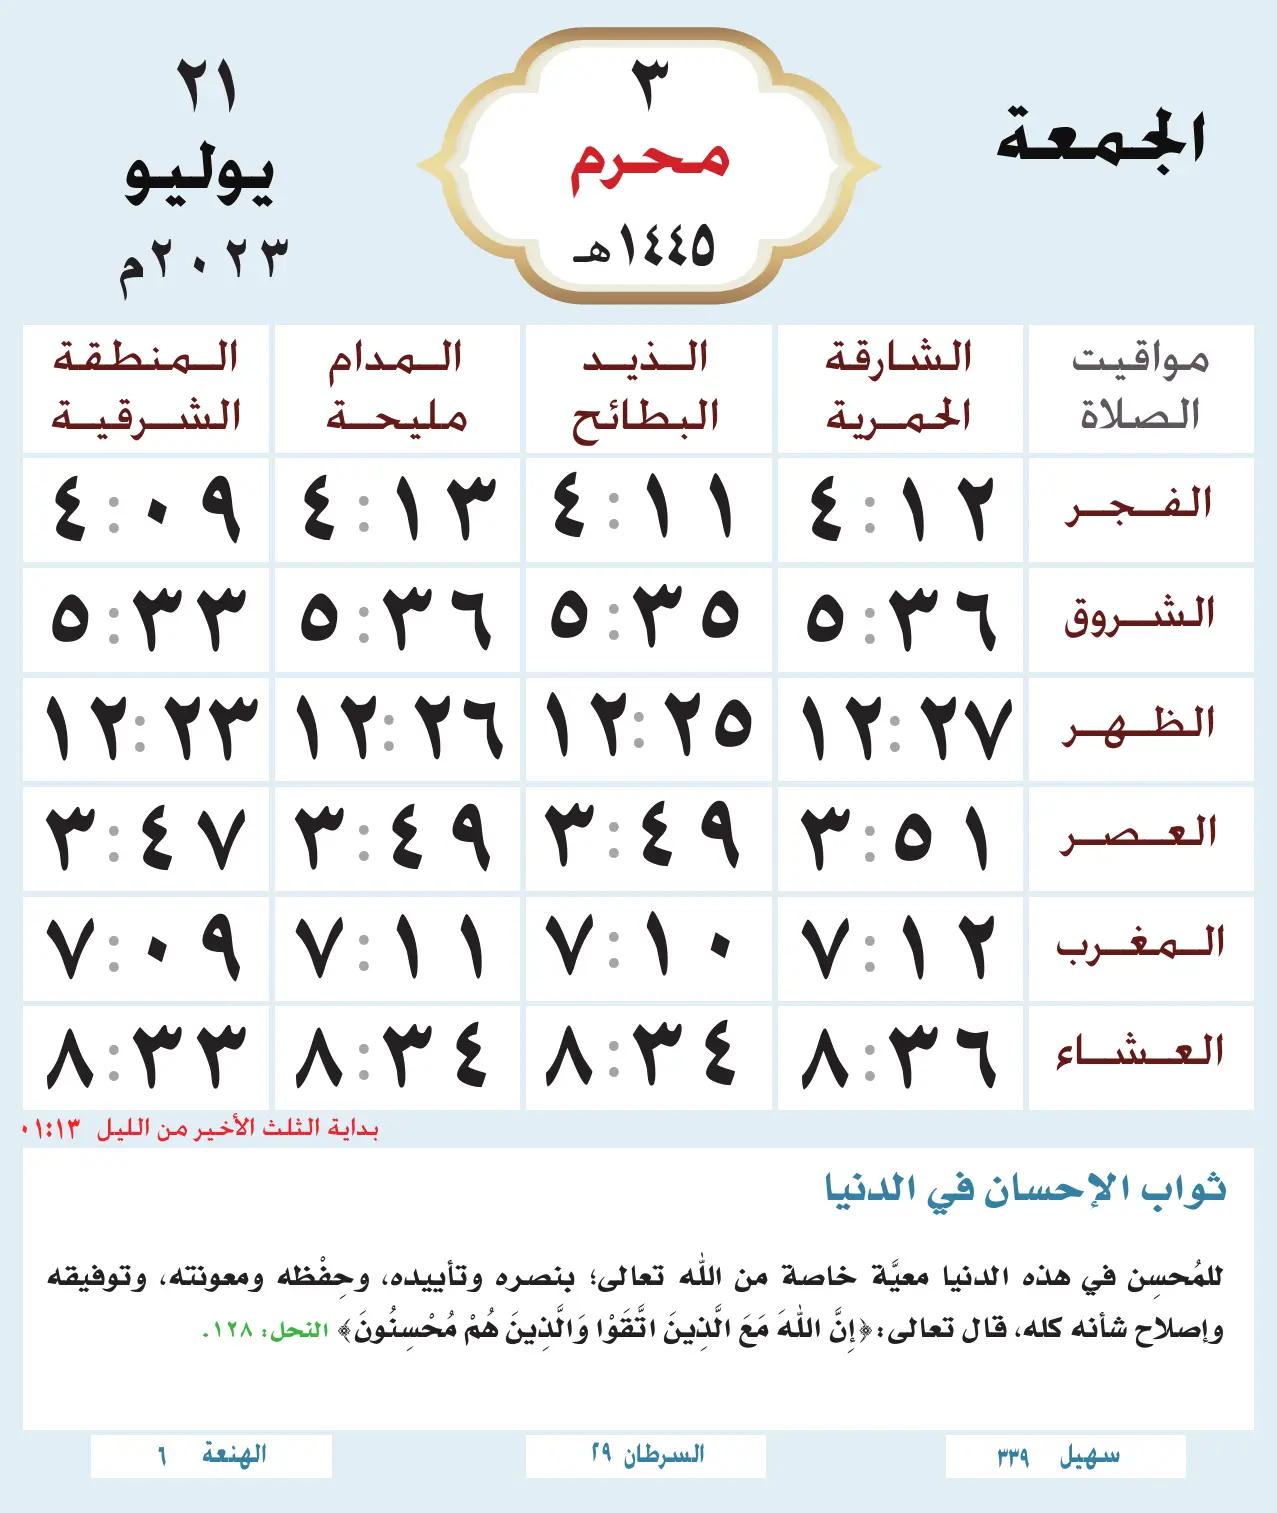 الجمعة
٣
محرم
١٤٤٥هـ
٢١
يوليو
٢٠٢٣م
مواقيت الصلاة
الشارقة الحمرية
الذيد البطائح
المدام مليحة
المنطقة الشرقية
الفجر ٤:١٢ ٤:١١ ٤:١٣ ٤:٠٩
الشروق ٥:٣٦ ٥:٣٥ ٥:٣٦ ٥:٣٣
الظهر ١٢:٢٧ ١٢:٢٥ ١٢:٢٦ ١٢:٢٣
العصر ٣:٥١ ٣:٤٩ ٣:٤٩ ٣:٤٧
المغرب ٧:١٢ ٧:١٠ ٧:١١ ٧:٠٩
العشاء ٨:٣٦ ٨:٣٤ ٨:٣٤ ٨:٣٣
بداية الثلث الأخير من الليل ٠١:١٣
ثواب الإحسان في الدنيا
للمُحسِن في هذه الدنيا معيَّة خاصة من الله تعالى؛ بنصره وتأييده، وحِفْظه ومعونته، وتوفيقه
وإصلاح شأنه كله، قال تعالى: ﴿إِنَّ اللهَ مَعَ الَّذِينَ اتَّقَوْا وَالَّذِينَ هُمْ مُحْسِنُونَ﴾ النحل: ١٢٨.
سهيل ٣٣٩
السرطان ٢٩
الهنعة ٦